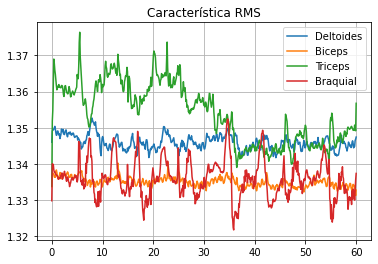 Característica RMS
Deltoides
Biceps
Triceps
Braquial
1.37
1.36
1.35
1.34
1.33
1.32
0 10 20 30 40 50 60